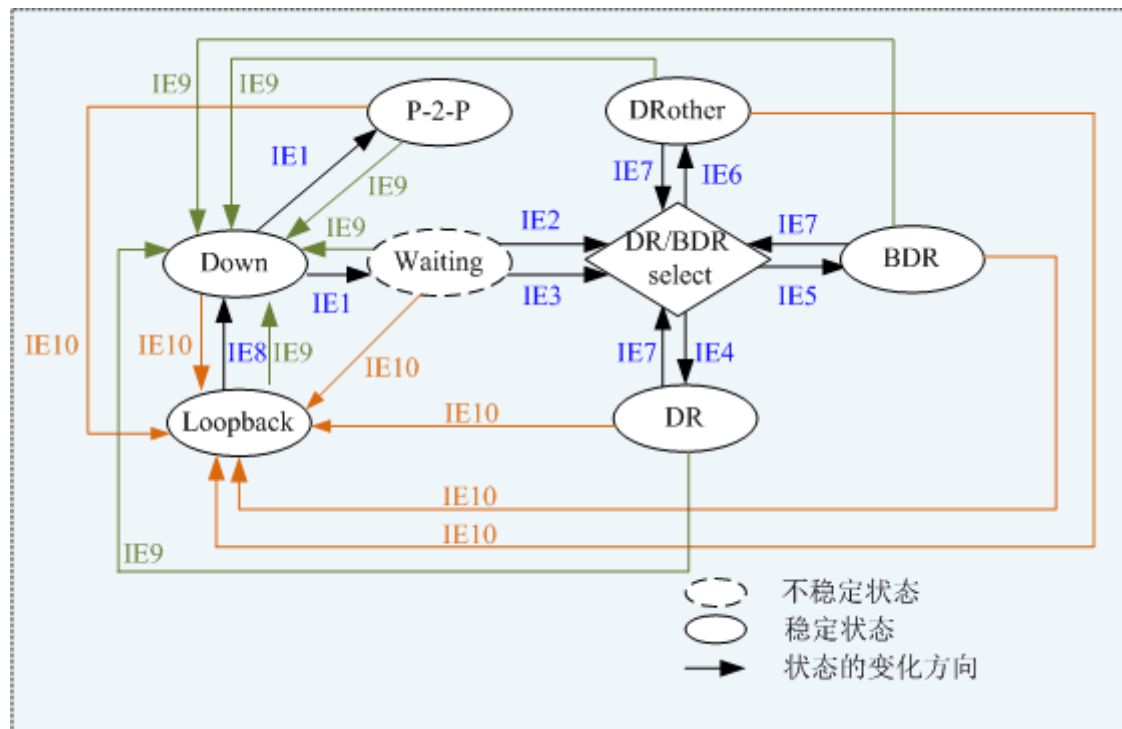 IE9
IE9
P-2-P
DRother
IE1
IE9
IE7
IE6
IE9
IE2
IE7
Down
Waiting
DR/BDR
select
BDR
IE1
IE3
IE5
IE10
IE10
IE8
IE9
IE10
IE7
IE4
Loopback
IE10
DR
IE10
IE10
IE9
不稳定状态
稳定状态
状态的变化方向